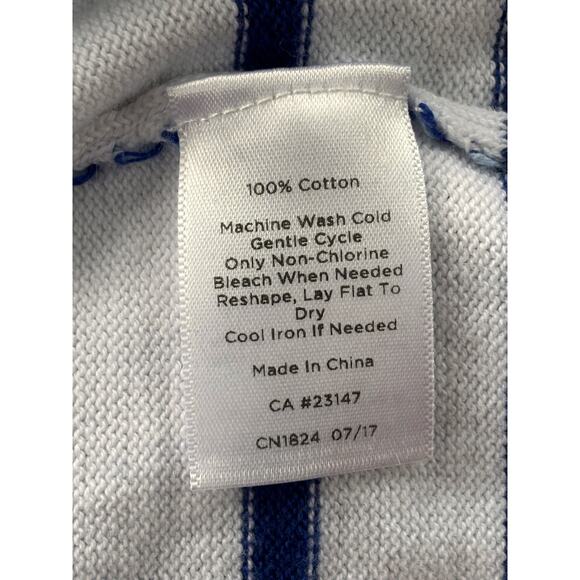 100% Cotton
Machine Wash Cold
Gentle Cycle
Only Non-Chlorine
Bleach When Needed
Reshape, Lay Flat To
Dry
Cool Iron If Needed
Made In China
CA #23147
CN1824 07/17